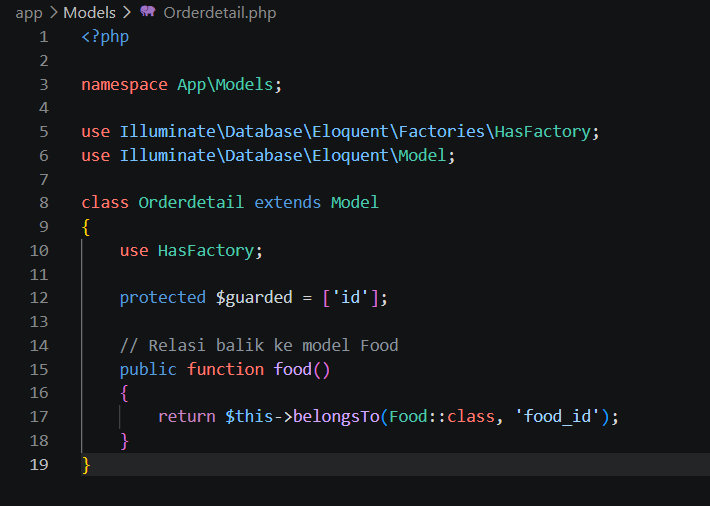 app > Models > Orderdetail.php
1 <?php
2
3 namespace App\Models;
4
5 use Illuminate\Database\Eloquent\Factories\HasFactory;
6 use Illuminate\Database\Eloquent\Model;
7
8 class Orderdetail extends Model
9 {
10     use HasFactory;
11
12     protected $guarded = ['id'];
13
14     // Relasi balik ke model Food
15     public function food()
16     {
17         return $this->belongsTo(Food::class, 'food_id');
18     }
19 }